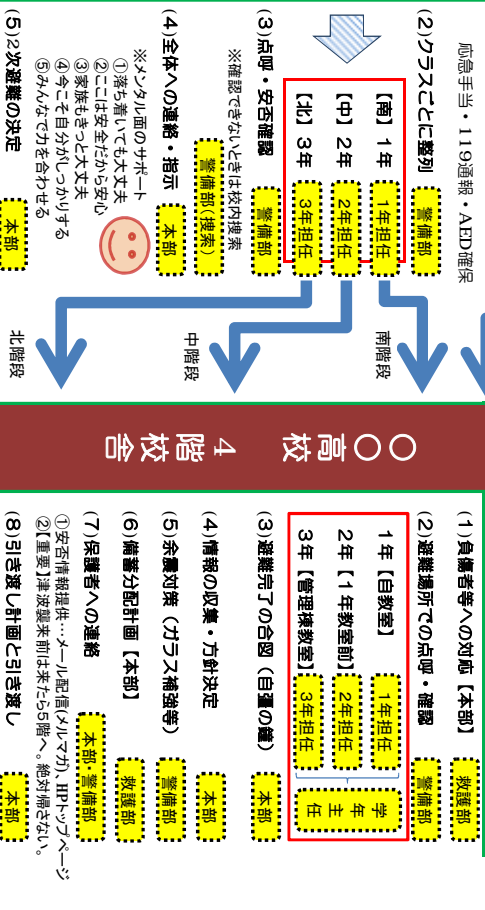 応急手当・119通報・AED確保
(2)クラスごとに整列 警備部
【南】1年 1年担任
【中】2年 2年担任
【北】3年 3年担任
(3)点呼・安否確認 警備部
※確認できないときは校内捜索 警備部(捜索)
(4)全体への連絡・指示 本部
※メンタル面のサポート
①落ち着いても大丈夫
②ここは安全だから安心
③家族もきっと大丈夫
④今こそ自分がしっかりする
⑤みんなで力を合わせる
(5)2次避難の決定 本部
南階段
中階段
北階段
〇〇高校 4階校舎
(1)負傷者等への対応【本部】 救護部
(2)避難場所での点呼・確認 警備部
1年【自教室】 1年担任
2年【1年教室前】 2年担任
3年【管理棟教室】 3年担任
学年主任
(3)避難完了の合図(自彊の鐘) 本部
(4)情報の収集・方針決定 本部
(5)余震対策(ガラス補強等) 警備部
(6)備蓄分配計画【本部】 救護部
(7)保護者への連絡 本部・警備部
①安否情報提供…メール配信(メルマガ)、HPトップページ
②【重要】津波襲来前は来たら5階へ。絶対帰さない。
(8)引き渡し計画と引き渡し 本部